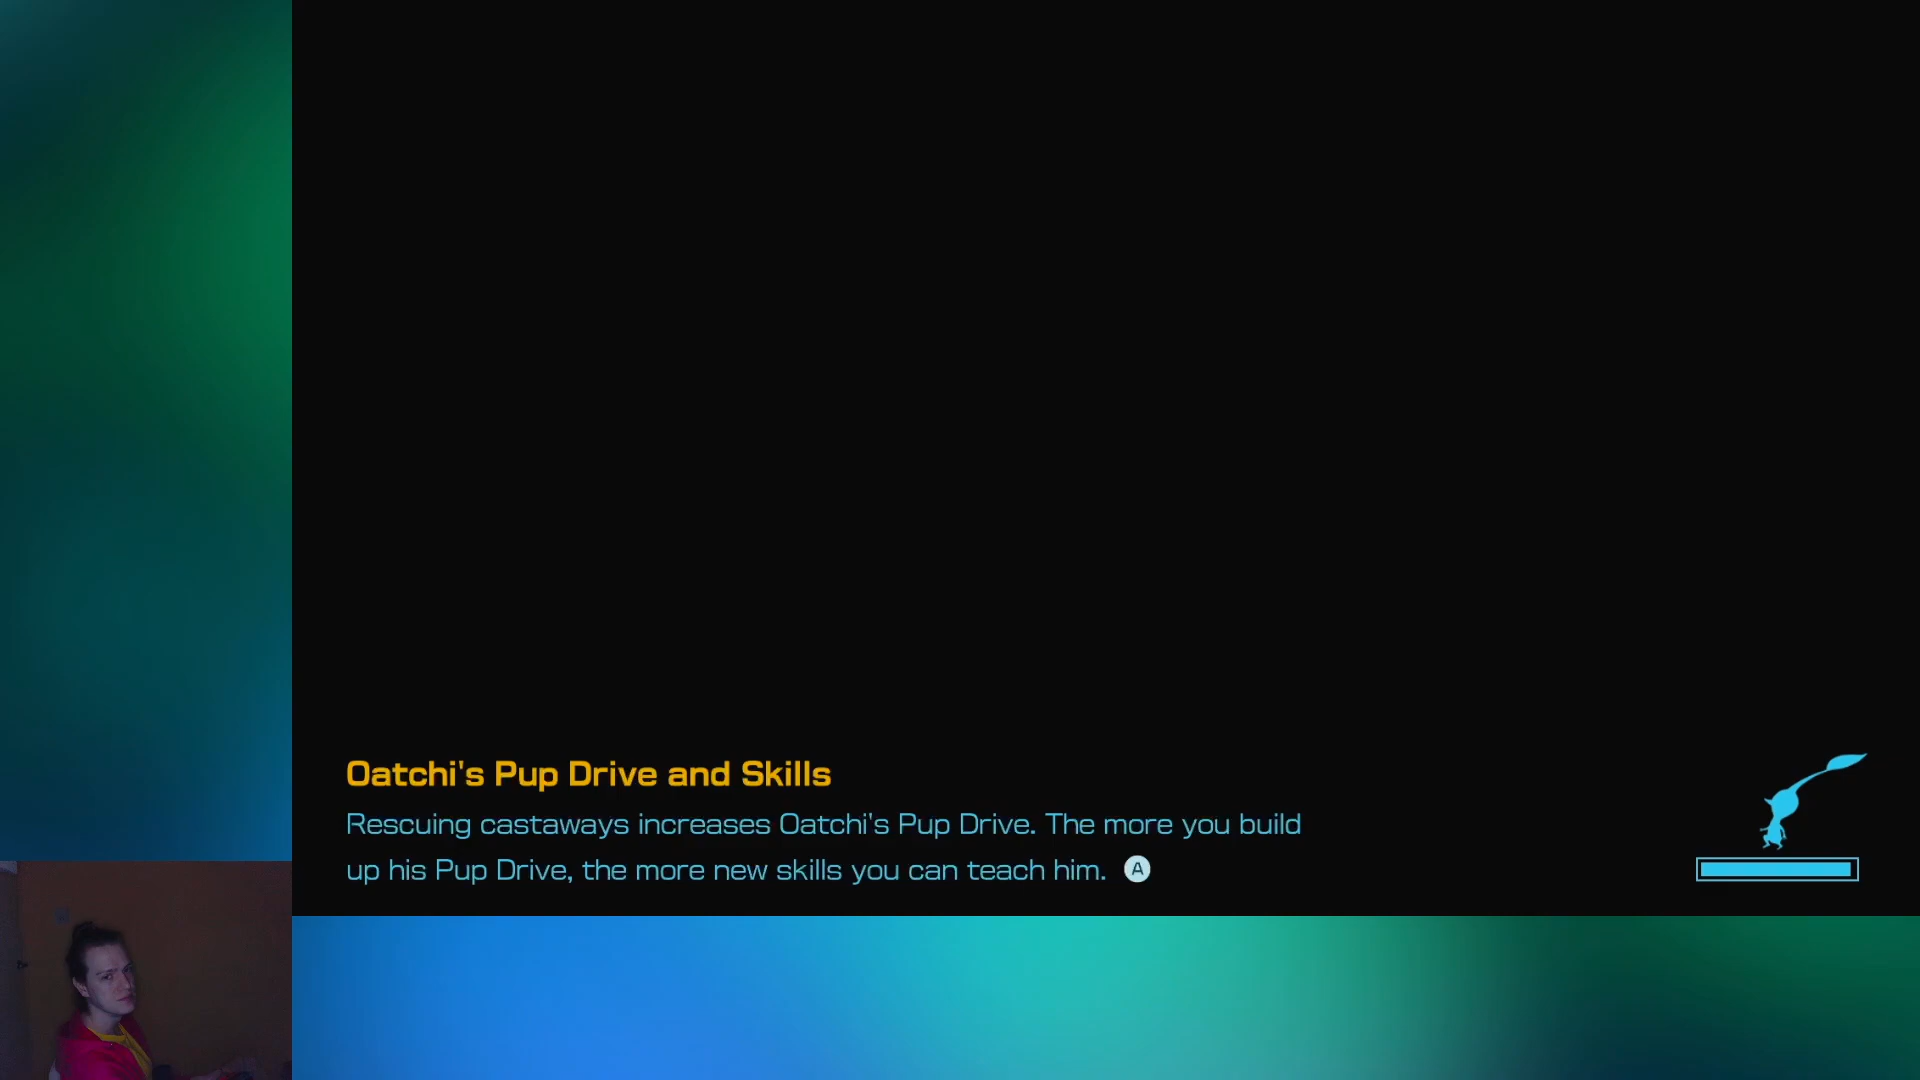 Oatchi's Pup Drive and Skills
Rescuing castaways increases Oatchi's Pup Drive. The more you build
up his Pup Drive, the more new skills you can teach him. A